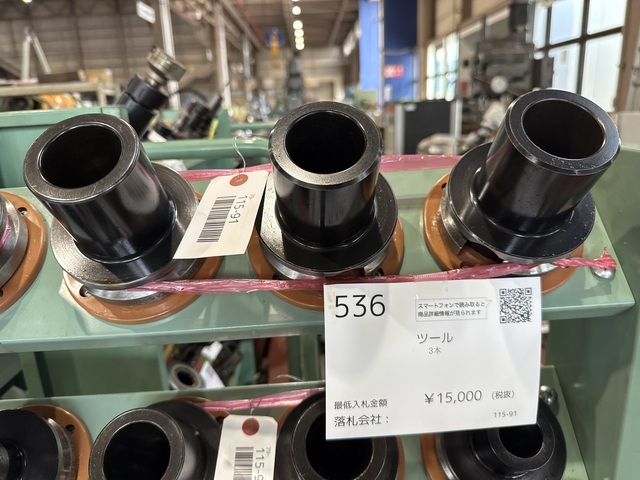 115-91
536
スマートフォンで読み取ると
商品詳細情報が見られます
ツール
3本
最低入札金額 ￥15,000 (税抜)
落札会社：
115-91
115-9